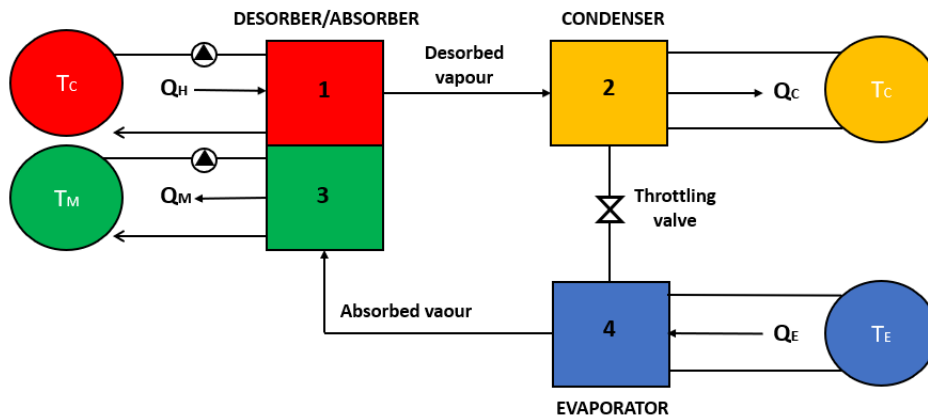 DESORBER/ABSORBER
CONDENSER
Desorbed
vapour
TC
QH
1
2
QC
TC
TM
QM
3
Throttling
valve
Absorbed vaour
4
QE
TE
EVAPORATOR